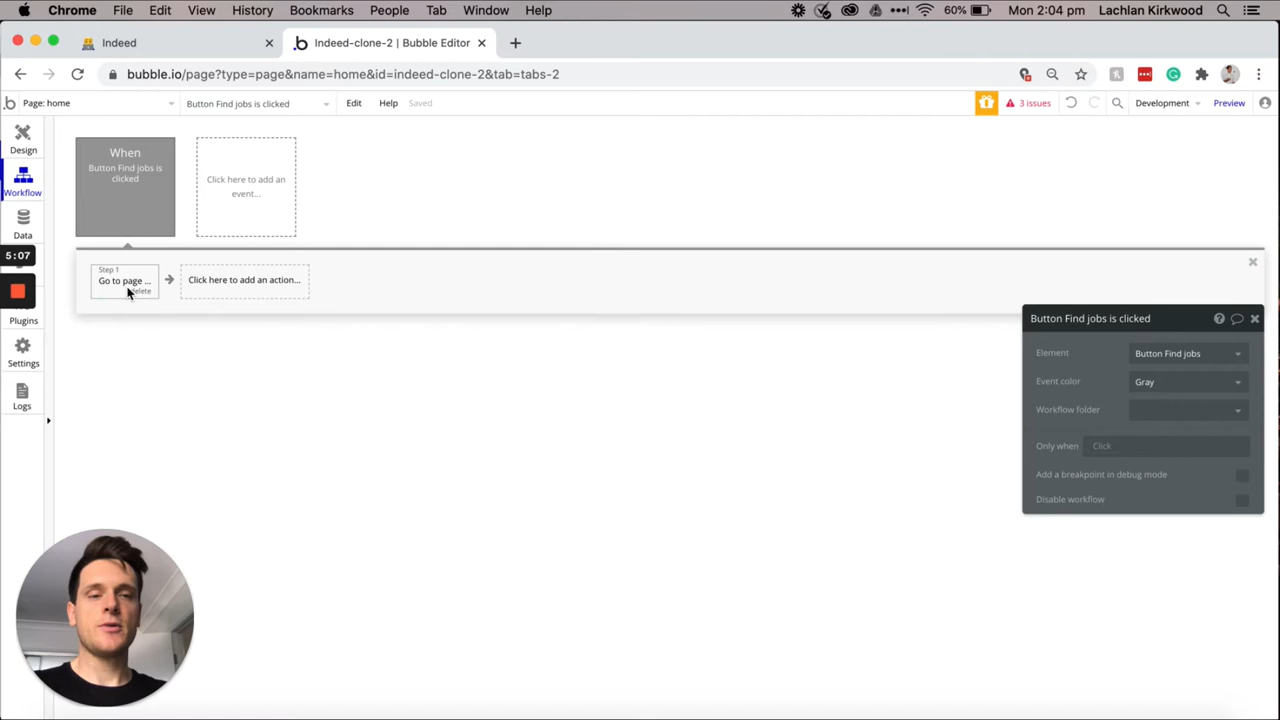 Chrome File Edit View History Bookmarks People Tab Window Help 60% Mon 2:04 pm Lachlan Kirkwood
Indeed
Indeed-clone-2 | Bubble Editor
bubble.io/page?type=page&name=home&id=indeed-clone-2&tab=tabs-2
Page: home
Button Find jobs is clicked
Edit
Help
Saved
3 issues
Development
Preview
Design
Workflow
Data
5:07
Plugins
Settings
Logs
When
Button Find jobs is
clicked
Click here to add an
event...
Step 1
Go to page ...
delete
Click here to add an action...
Button Find jobs is clicked
Element
Button Find jobs
Event color
Gray
Workflow folder
Only when
Click
Add a breakpoint in debug mode
Disable workflow